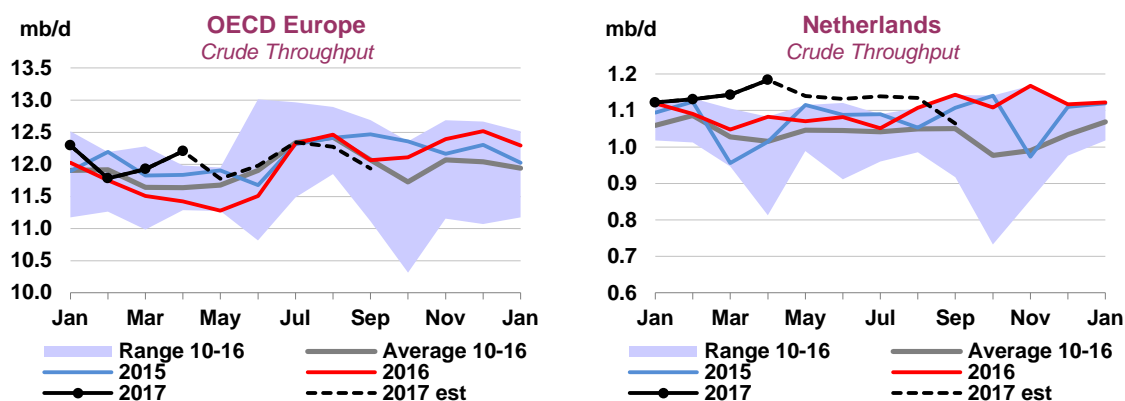 mb/d
OECD Europe
Crude Throughput
13.5
13.0
12.5
12.0
11.5
11.0
10.5
10.0
Jan Mar May Jul Sep Nov Jan
Range 10-16 Average 10-16
2015 2016
2017 2017 est
mb/d
Netherlands
Crude Throughput
1.2
1.1
1.0
0.9
0.8
0.7
0.6
Jan Mar May Jul Sep Nov Jan
Range 10-16 Average 10-16
2015 2016
2017 2017 est